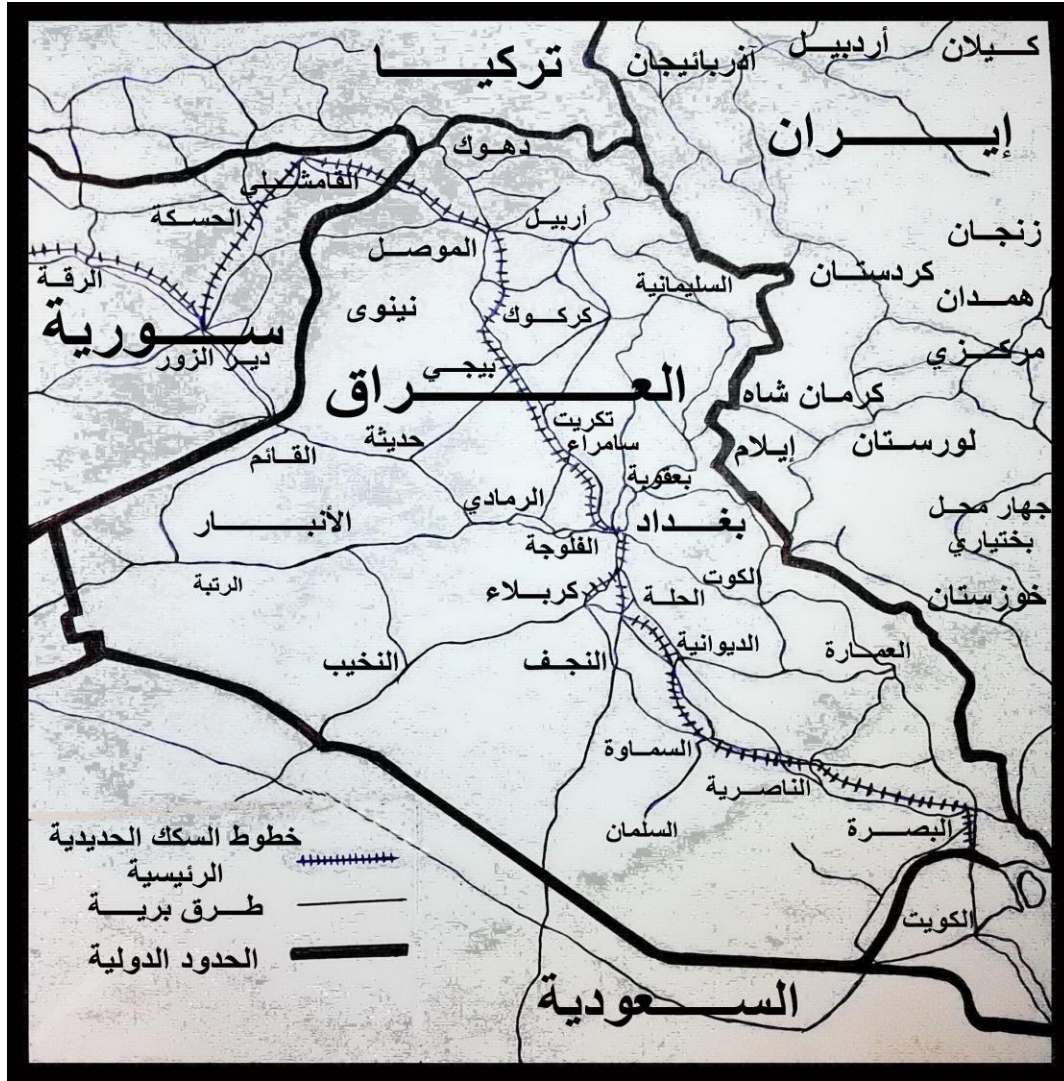 تركيا
أذربائيجان
أردبيل
كيلان
إيران
دهوك
القامشلي
الحسكة
أربيل
الموصل
زنجان
كردستان
الرقة
السليمانية
همدان
نينوى
كركوك
سورية
دير الزور
مركزي
بيجي
العراق
كرمان شاه
تكريت
سامراء
حديثة
القائم
إيلام
لورستان
بعقوبة
الرمادي
الأنبار
بغداد
جهار محل
بختياري
الفلوجة
الرتبة
الكوت
كربلاء
الحلة
خوزستان
الديوانية
العمارة
النخيب
النجف
السماوة
الناصرية
السلمان
البصرة
خطوط السكك الحديدية
الرئيسية
طرق برية
الحدود الدولية
الكويت
السعودية